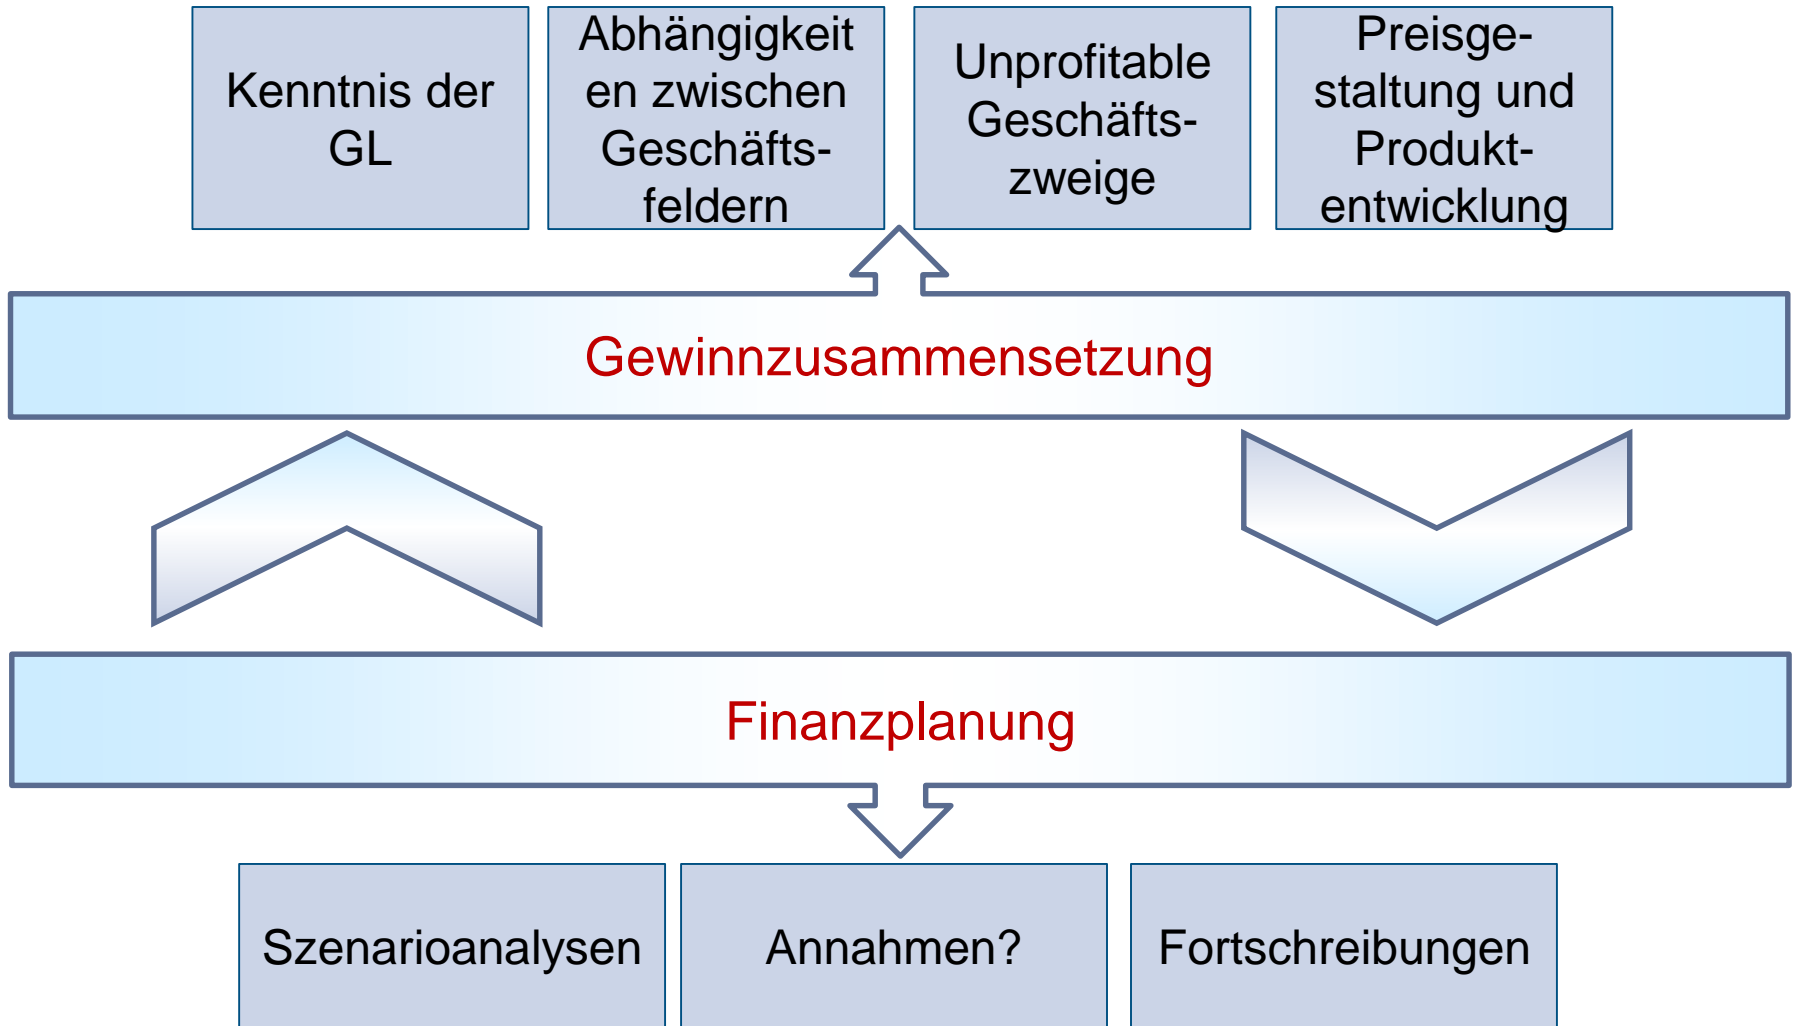 Kenntnis der
GL
Abhängigkeit
en zwischen
Geschäfts-
feldern
Unprofitable
Geschäfts-
zweige
Preisge-
staltung und
Produkt-
entwicklung
Gewinnzusammensetzung
Finanzplanung
Szenarioanalysen
Annahmen?
Fortschreibungen